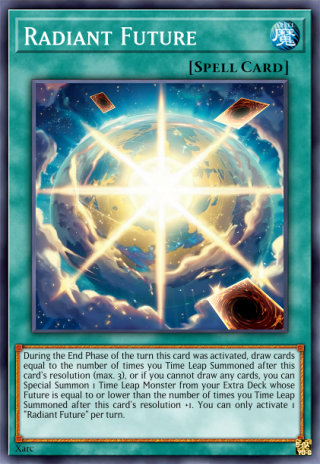 Radiant Future
魔
[Spell Card]
During the End Phase of the turn this card was activated, draw cards
equal to the number of times you Time Leap Summoned after this
card's resolution (max. 3), or if you cannot draw any cards, you can
Special Summon 1 Time Leap Monster from your Extra Deck whose
Future is equal to or lower than the number of times you Time Leap
Summoned after this card's resolution +1. You can only activate 1
"Radiant Future" per turn.
Xarc